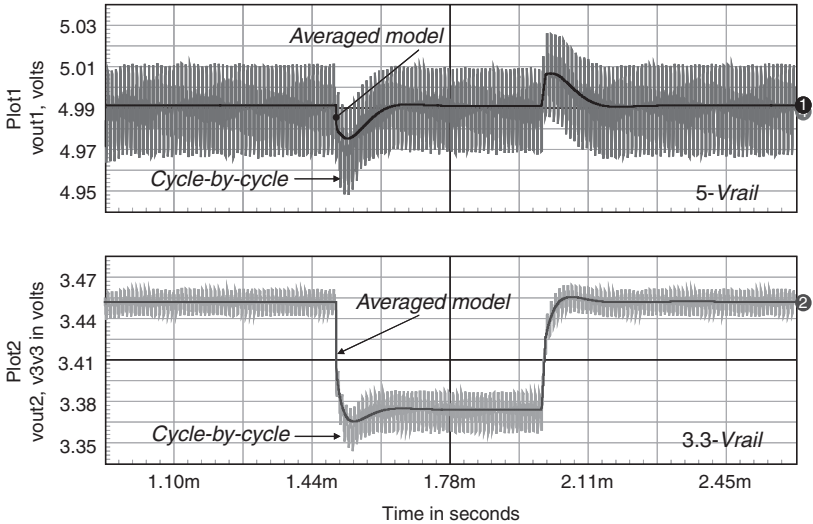 Plot1
vout1, volts
5.03
5.01
4.99
4.97
4.95
Averaged model
Cycle-by-cycle
5-Vrail
1
Plot2
vout2, v3v3 in volts
3.47
3.44
3.41
3.38
3.35
Averaged model
Cycle-by-cycle
3.3-Vrail
2
1.10m 1.44m 1.78m 2.11m 2.45m
Time in seconds